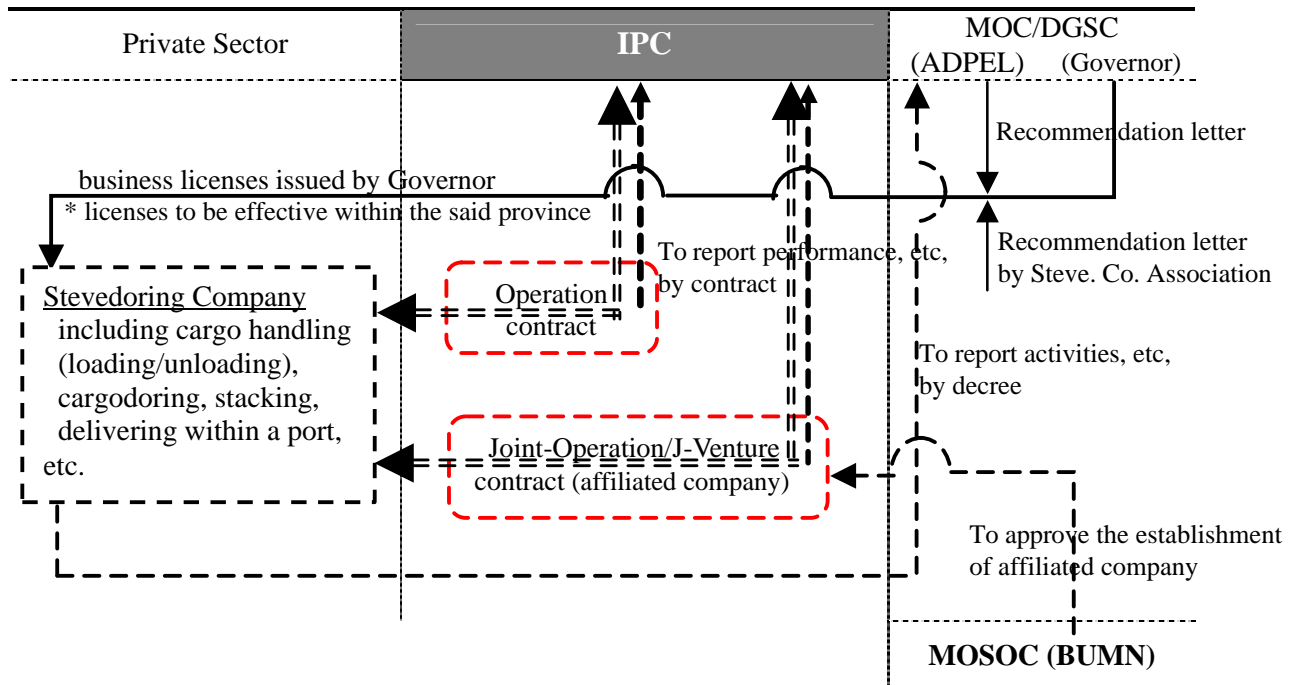 Private Sector
IPC
MOC/DGSC
(ADPEL) (Governor)
Recommendation letter
business licenses issued by Governor
* licenses to be effective within the said province
To report performance, etc,
by contract
Recommendation letter
by Steve. Co. Association
Stevedoring Company
including cargo handling
(loading/unloading),
cargodoring, stacking,
delivering within a port,
etc.
Operation
contract
To report activities, etc,
by decree
Joint-Operation/J-Venture
contract (affiliated company)
To approve the establishment
of affiliated company
MOSOC (BUMN)